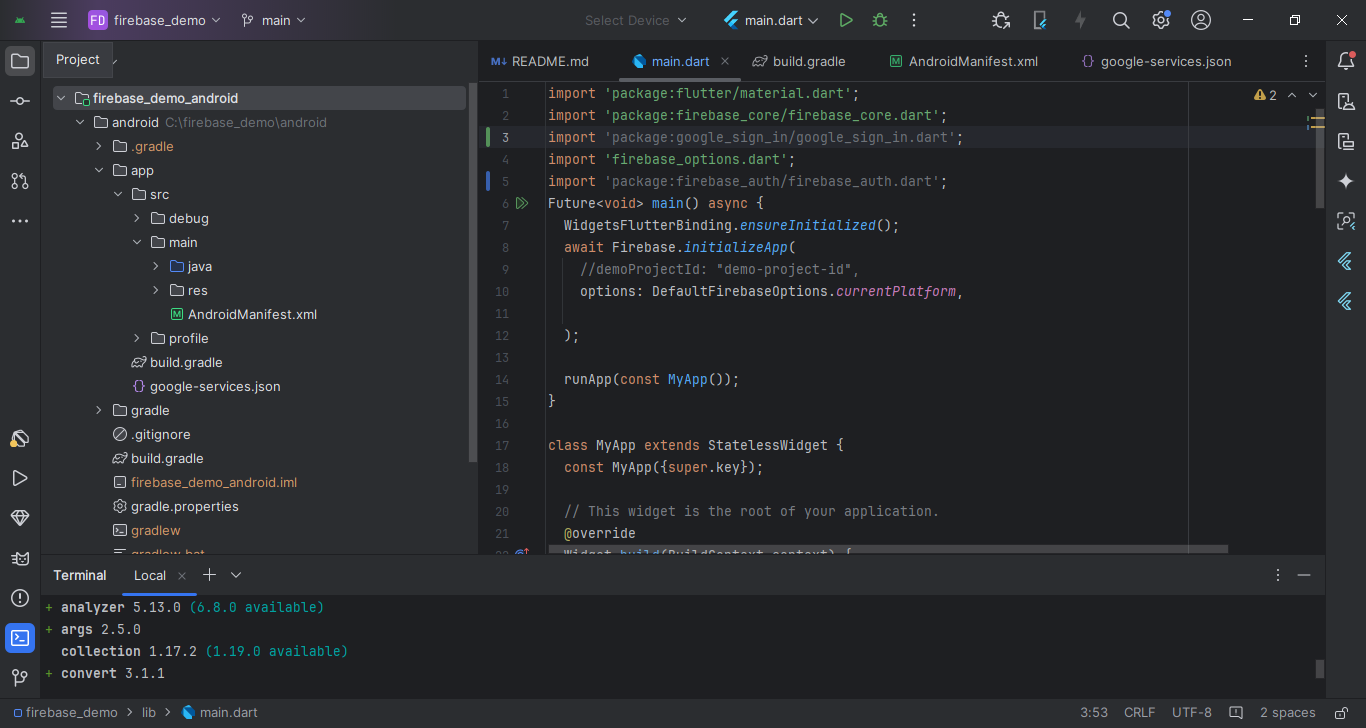 FD firebase_demo main Select Device main.dart
Project
README.md main.dart build.gradle AndroidManifest.xml google-services.json
firebase_demo_android
android C:\firebase_demo\android
.gradle
app
src
debug
main
java
res
AndroidManifest.xml
profile
build.gradle
google-services.json
gradle
.gitignore
build.gradle
firebase_demo_android.iml
gradle.properties
gradlew
gradlew.bat
2
1 import 'package:flutter/material.dart';
2 import 'package:firebase_core/firebase_core.dart';
3 import 'package:google_sign_in/google_sign_in.dart';
4 import 'firebase_options.dart';
5 import 'package:firebase_auth/firebase_auth.dart';
6 Future<void> main() async {
7 WidgetsFlutterBinding.ensureInitialized();
8 await Firebase.initializeApp(
9 //demoProjectId: "demo-project-id",
10 options: DefaultFirebaseOptions.currentPlatform,
11
12 );
13
14 runApp(const MyApp());
15 }
16
17 class MyApp extends StatelessWidget {
18 const MyApp({super.key});
19
20 // This widget is the root of your application.
21 @override
22 Widget build(BuildContext context) {
Terminal Local
+ analyzer 5.13.0 (6.8.0 available)
+ args 2.5.0
collection 1.17.2 (1.19.0 available)
+ convert 3.1.1
firebase_demo > lib > main.dart 3:53 CRLF UTF-8 2 spaces